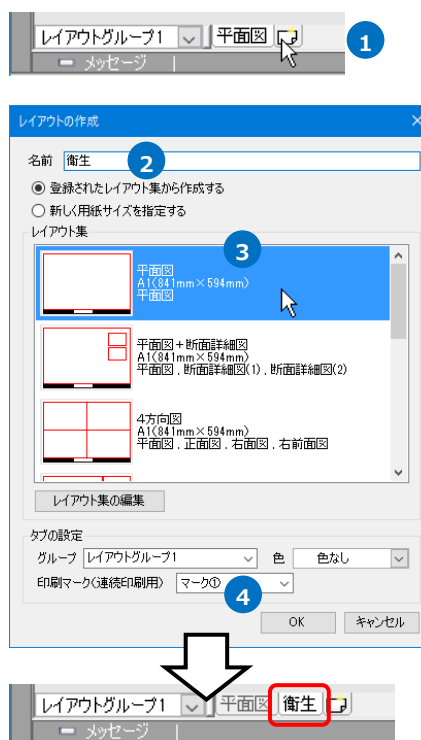 レイアウトグループ1 平面図 1
メッセージ
レイアウトの作成
名前 衛生 2
登録されたレイアウト集から作成する
新しく用紙サイズを指定する
レイアウト集
3
平面図
A1(841mm×594mm)
平面図
平面図+断面詳細図
A1(841mm×594mm)
平面図, 断面詳細図(1), 断面詳細図(2)
4方向図
A1(841mm×594mm)
平面図, 正面図, 右面図, 右前面図
レイアウト集の編集
タブの設定
グループ レイアウトグループ1 色 色なし
印刷マーク(連続印刷用) マーク① 4
OK キャンセル
レイアウトグループ1 平面図 衛生
メッセージ